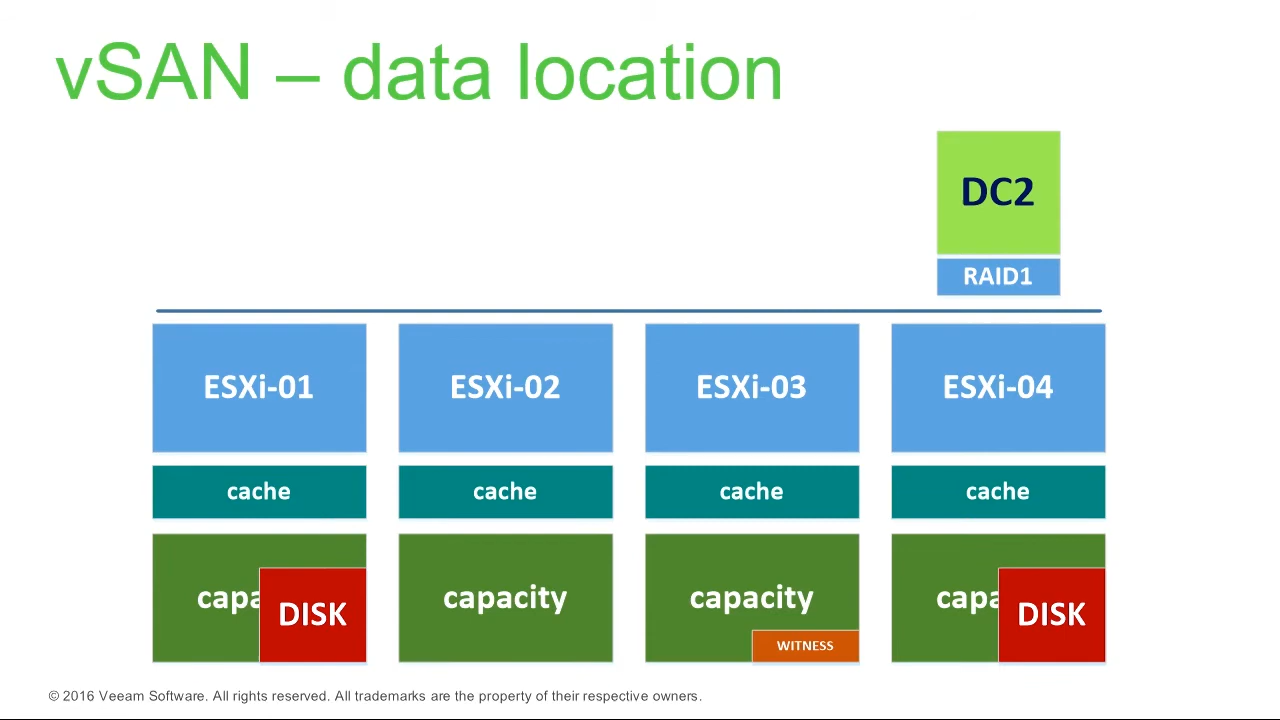 vSAN – data location
DC2
RAID1
ESXi-01 ESXi-02 ESXi-03 ESXi-04
cache cache cache cache
capa capacity capacity capa
DISK DISK
WITNESS
© 2016 Veeam Software. All rights reserved. All trademarks are the property of their respective owners.